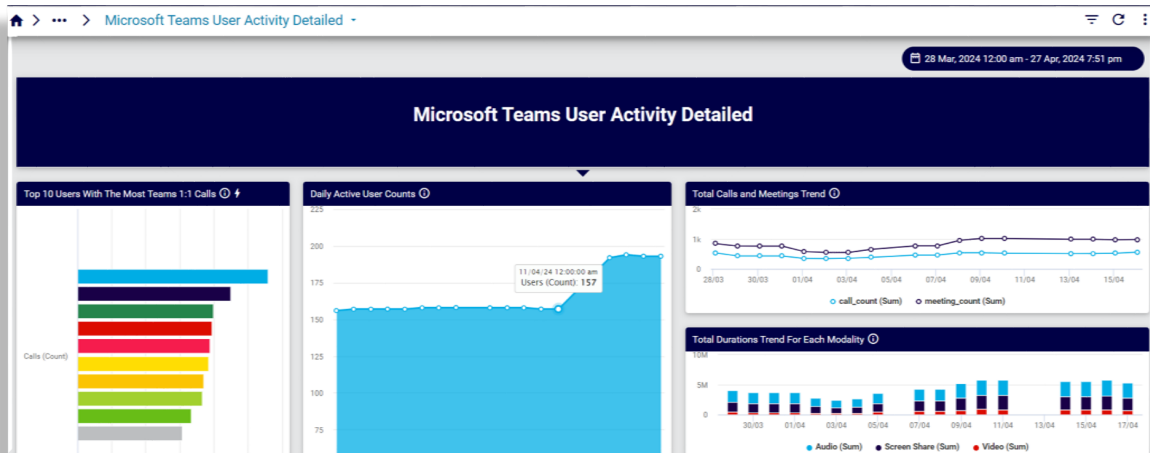 Microsoft Teams User Activity Detailed
28 Mar, 2024 12:00 am - 27 Apr, 2024 7:51 pm
Microsoft Teams User Activity Detailed
Top 10 Users With The Most Teams 1:1 Calls
Calls (Count)
Daily Active User Counts
225
200
175
150
125
100
75
11/04/24 12:00:00 am
Users (Count): 157
Total Calls and Meetings Trend
2k
1k
0
28/03 30/03 01/04 03/04 05/04 07/04 09/04 11/04 13/04 15/04
call_count (Sum) meeting_count (Sum)
Total Durations Trend For Each Modality
10M
5M
0
30/03 01/04 03/04 05/04 07/04 09/04 11/04 13/04 15/04 17/04
Audio (Sum) Screen Share (Sum) Video (Sum)